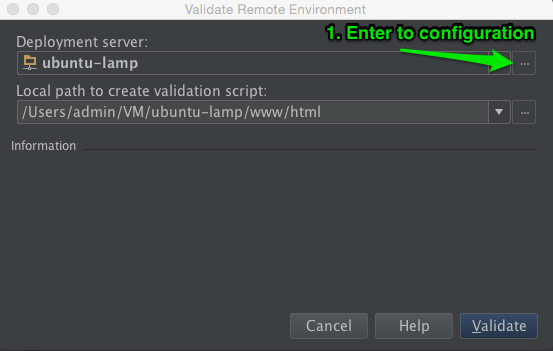 Validate Remote Environment
1. Enter to configuration
Deployment server:
ubuntu-lamp
...
Local path to create validation script:
/Users/admin/VM/ubuntu-lamp/www/html
...
Information
Cancel
Help
Validate